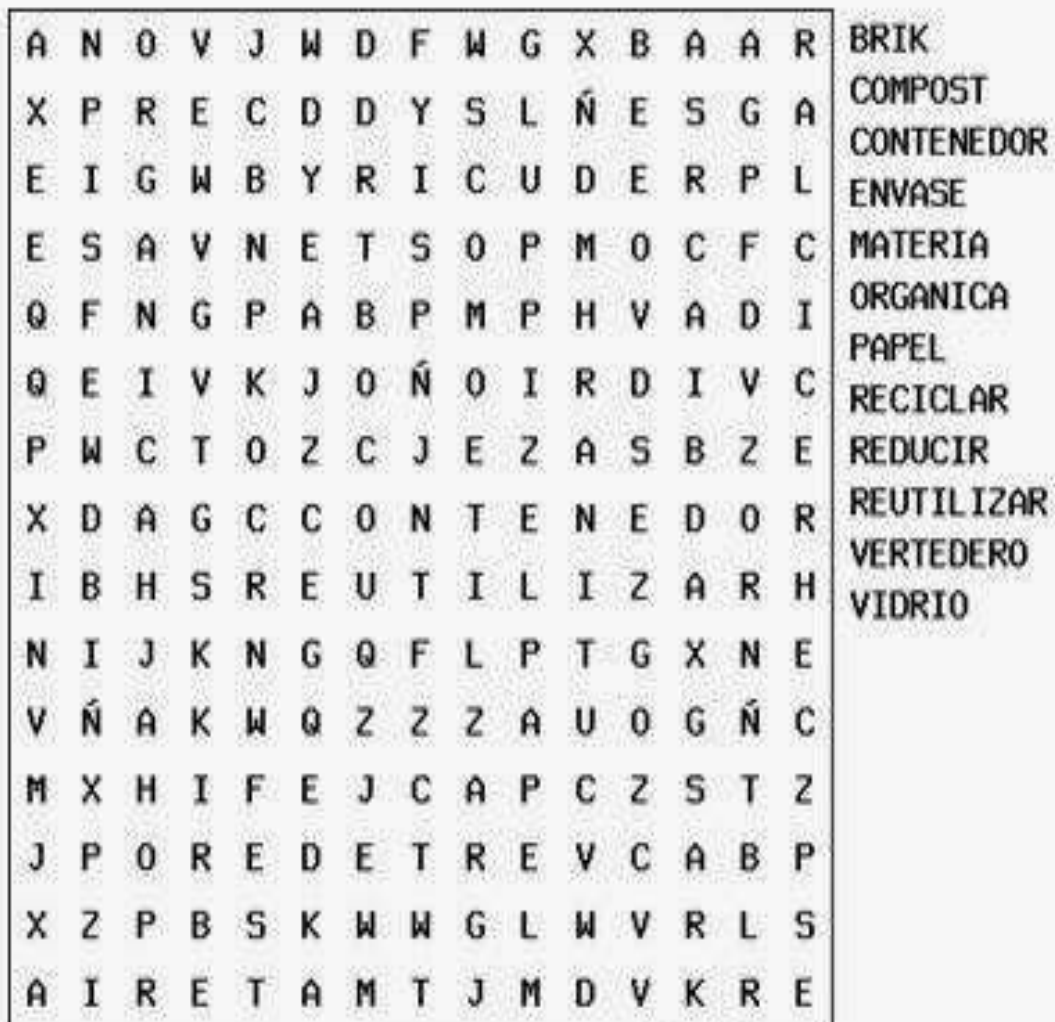 A N O V J W D F W G X B A A R
X P R E C D D Y S L Ñ E S G A
E I G W B Y R I C U D E R P L
E S A V N E T S O P M O C F C
Q F N G P A B P M P H V A D I
Q E I V K J O Ñ O I R D I V C
P W C T O Z C J E Z A S B Z E
X D A G C C O N T E N E D O R
I B H S R E U T I L I Z A R H
N I J K N G Q F L P T G X N E
V Ñ A K W Q Z Z Z A U O G Ñ C
M X H I F E J C A P C Z S T Z
J P O R E D E T R E V C A B P
X Z P B S K W W G L W V R L S
A I R E T A M T J M D V K R E
BRIK
COMPOST
CONTENEDOR
ENVASE
MATERIA
ORGANICA
PAPEL
RECICLAR
REDUCIR
REUTILIZAR
VERTEDERO
VIDRIO